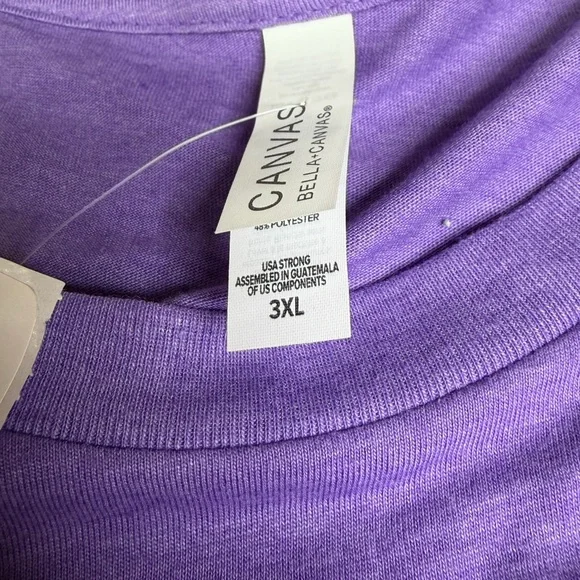 CANVAS
BELLA+CANVAS®
48% POLYESTER
USA STRONG
ASSEMBLED IN GUATEMALA
OF US COMPONENTS
3XL